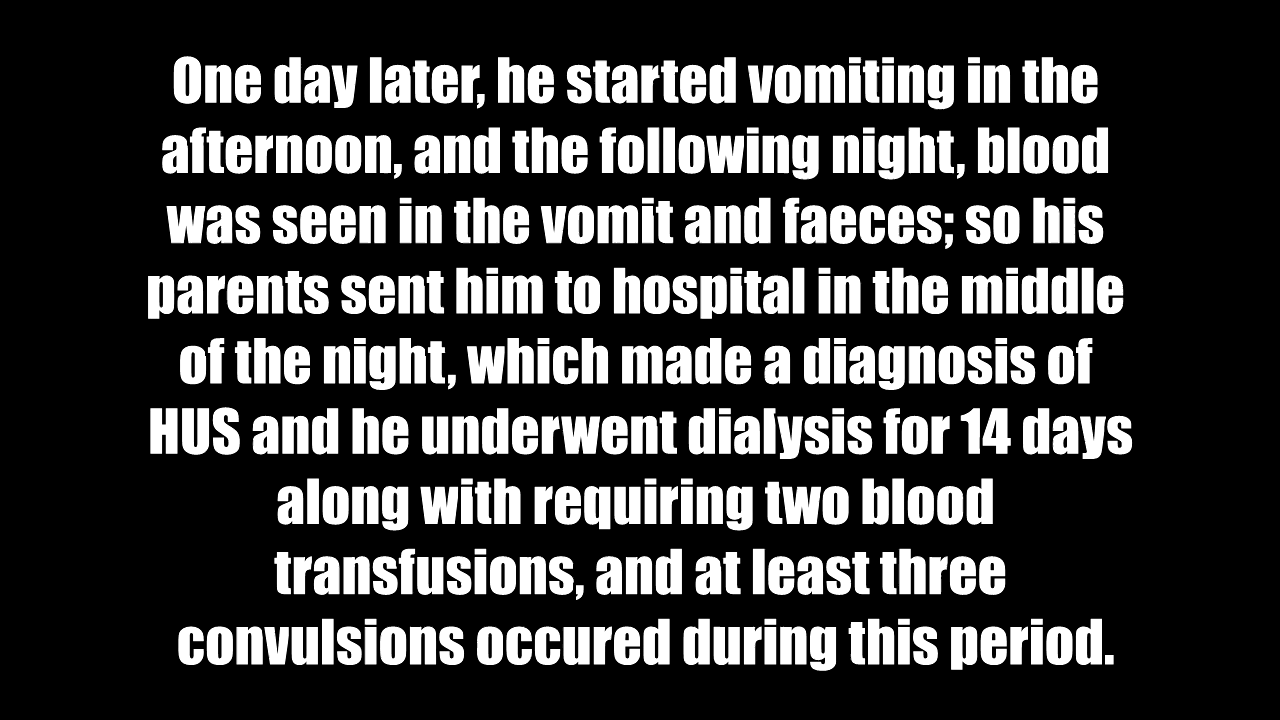 One day later, he started vomiting in the
afternoon, and the following night, blood
was seen in the vomit and faeces; so his
parents sent him to hospital in the middle
of the night, which made a diagnosis of
HUS and he underwent dialysis for 14 days
along with requiring two blood
transfusions, and at least three
convulsions occured during this period.